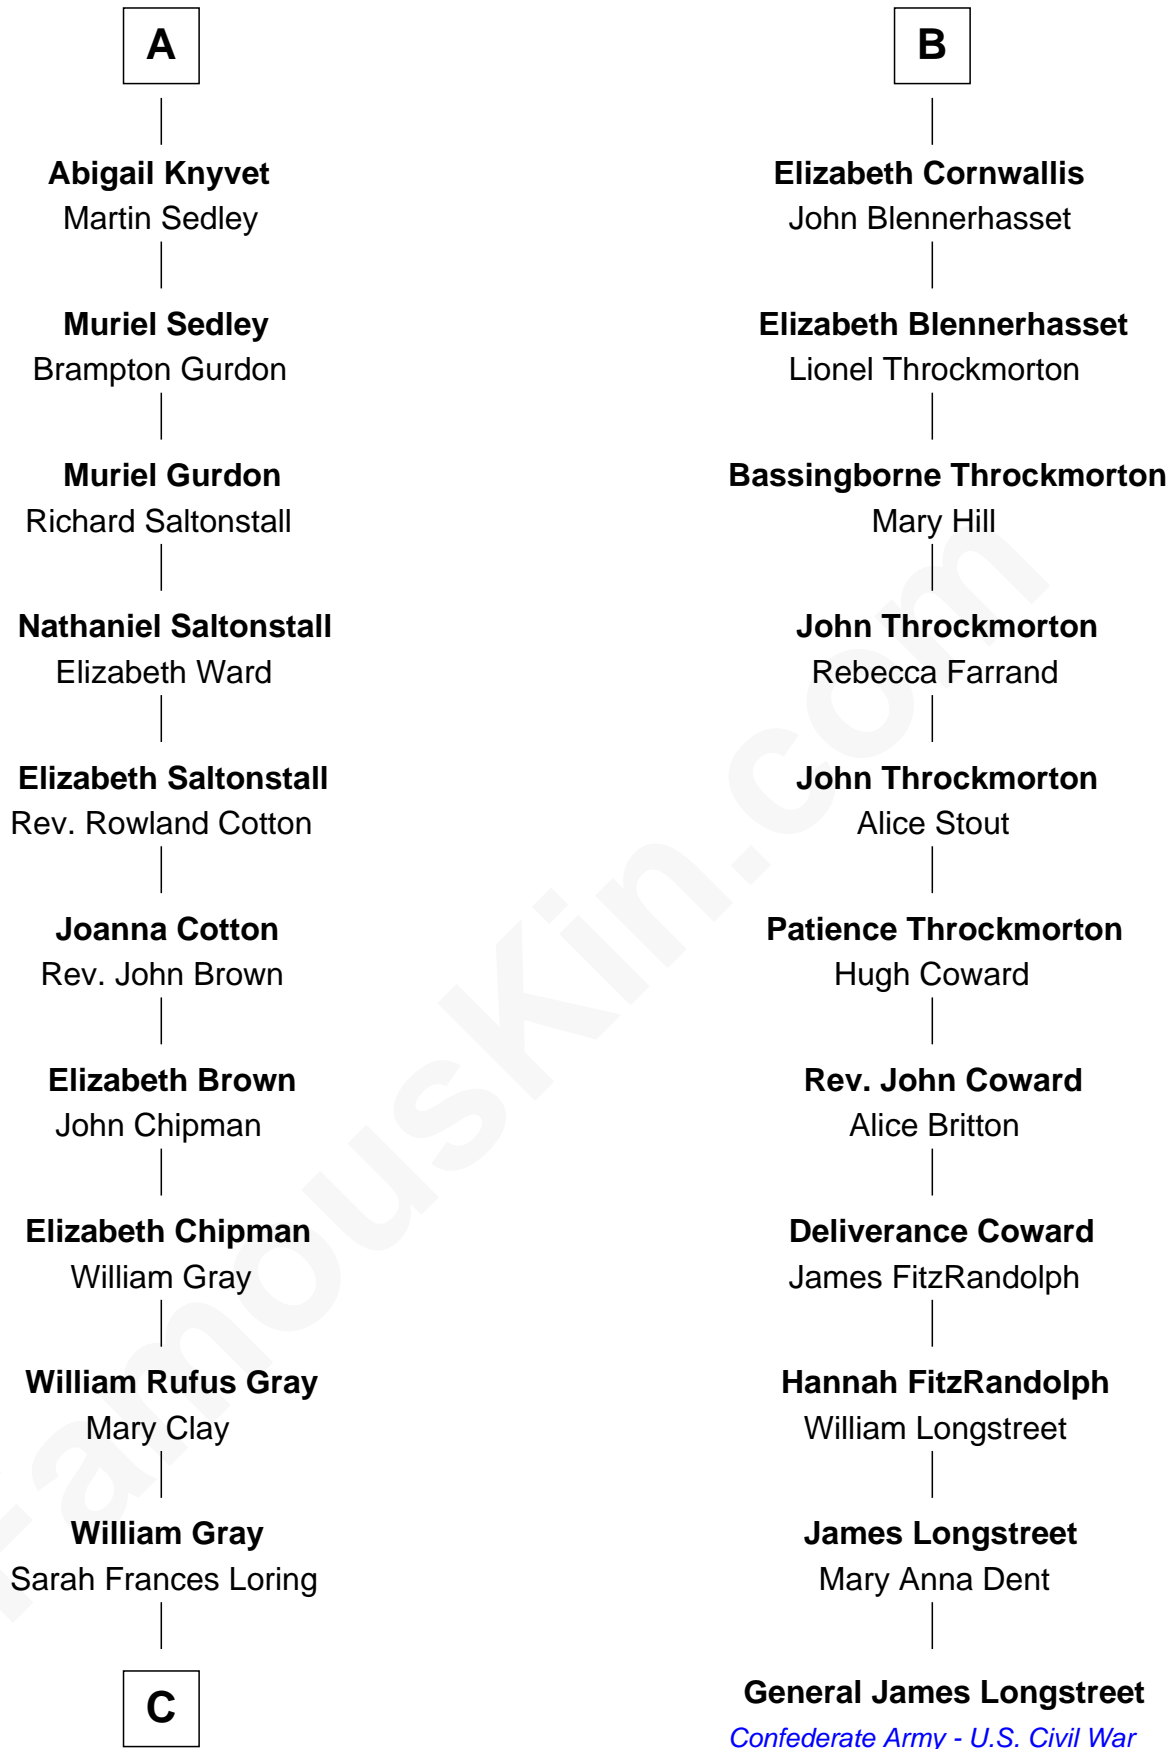 A
Abigail Knyvet
Martin Sedley
Muriel Sedley
Brampton Gurdon
Muriel Gurdon
Richard Saltonstall
Nathaniel Saltonstall
Elizabeth Ward
Elizabeth Saltonstall
Rev. Rowland Cotton
Joanna Cotton
Rev. John Brown
Elizabeth Brown
John Chipman
Elizabeth Chipman
William Gray
William Rufus Gray
Mary Clay
William Gray
Sarah Frances Loring
C
B
Elizabeth Cornwallis
John Blennerhasset
Elizabeth Blennerhasset
Lionel Throckmorton
Bassingborne Throckmorton
Mary Hill
John Throckmorton
Rebecca Farrand
John Throckmorton
Alice Stout
Patience Throckmorton
Hugh Coward
Rev. John Coward
Alice Britton
Deliverance Coward
James FitzRandolph
Hannah FitzRandolph
William Longstreet
James Longstreet
Mary Anna Dent
General James Longstreet
Confederate Army - U.S. Civil War
FamousKin.com